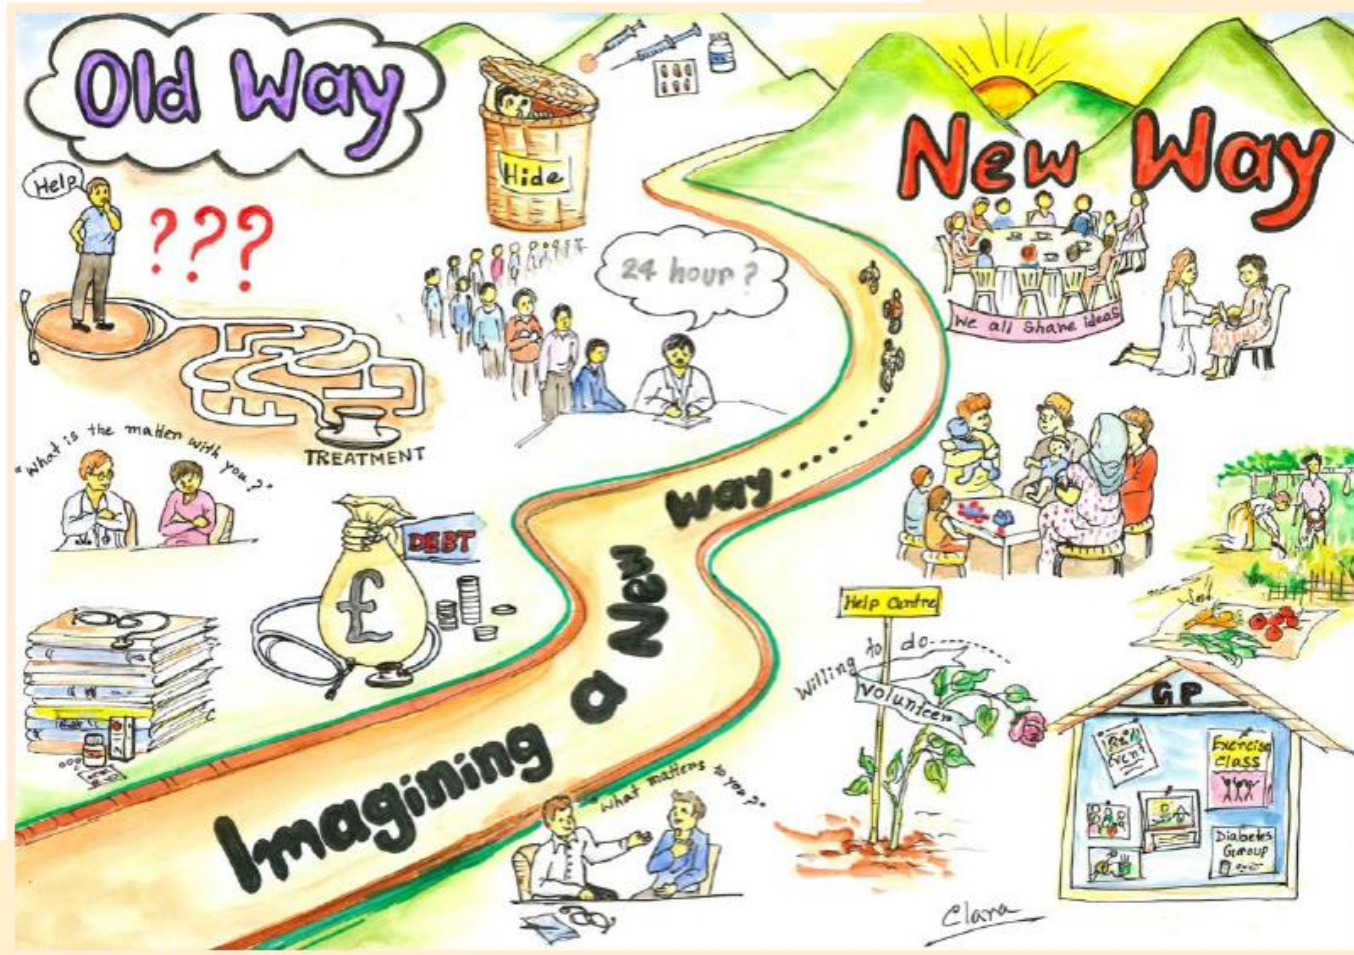 Old Way
New Way
Help
???
Hide
24 hour?
We all share ideas
TREATMENT
"What is the matter with you?"
DEBT
£
Imagining a New Way.....
Help Centre
Willing to do-----
Volunteer
GP
Event
Exercise Class
Diabetes Group
"What matters to you?"
Clara